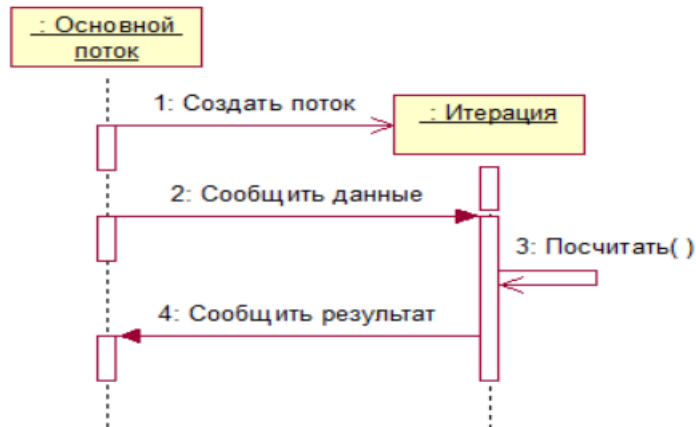 : Основной
поток
1: Создать поток
: Итерация
2: Сообщить данные
3: Посчитать( )
4: Сообщить результат